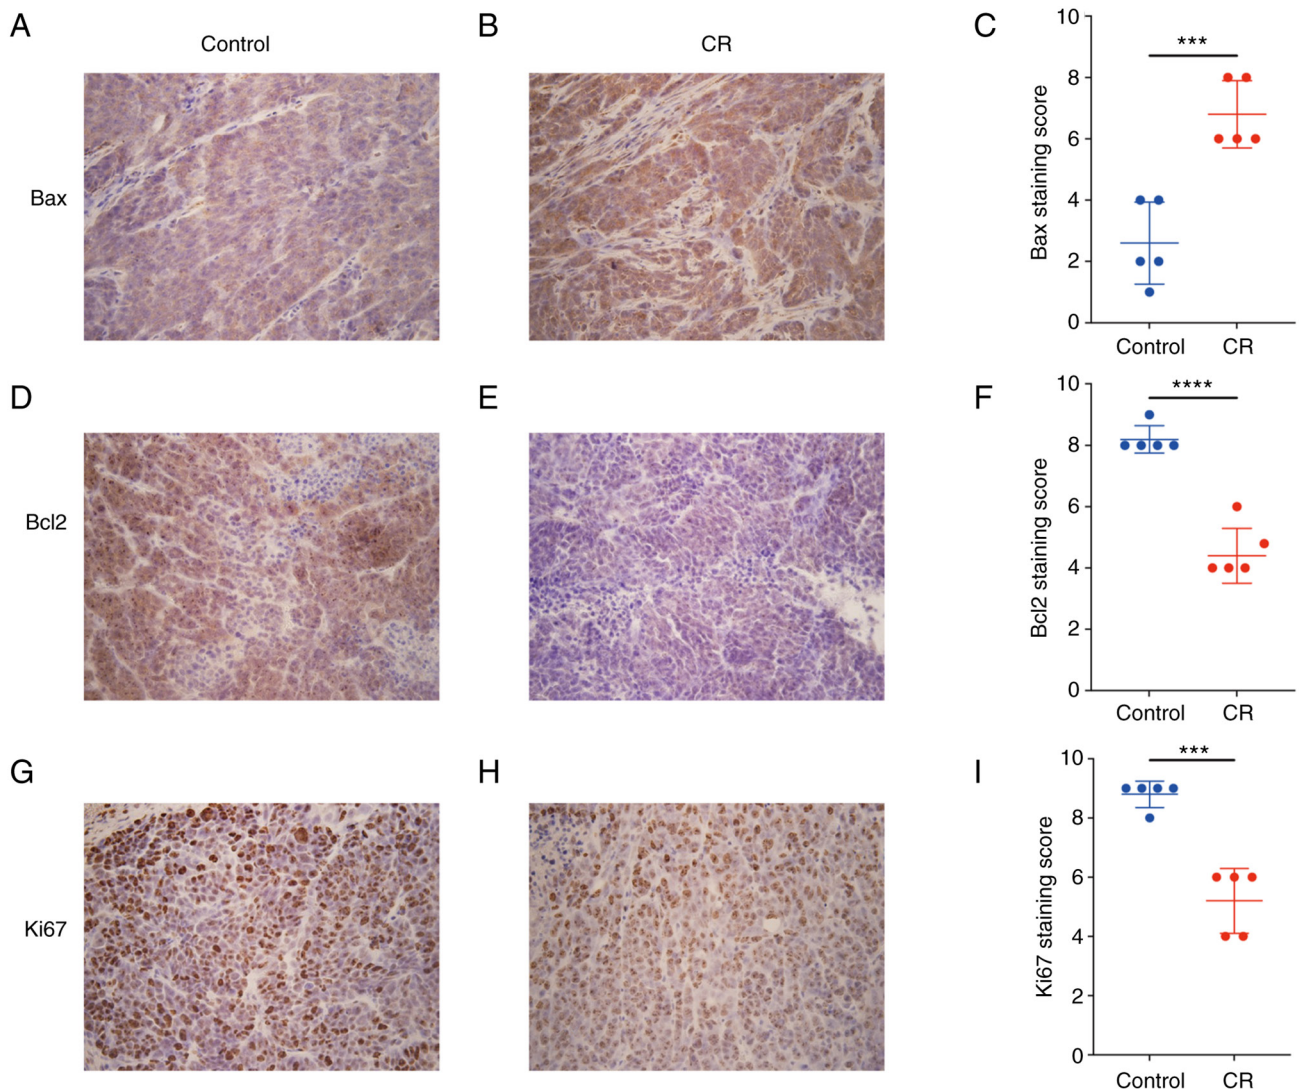 A
Control
B
CR
C
Bax
Bax staining score
10
8
6
4
2
0
***
Control
CR
D
E
F
Bcl2
Bcl2 staining score
10
8
6
4
2
0
****
Control
CR
G
H
I
Ki67
Ki67 staining score
10
8
6
4
2
0
***
Control
CR